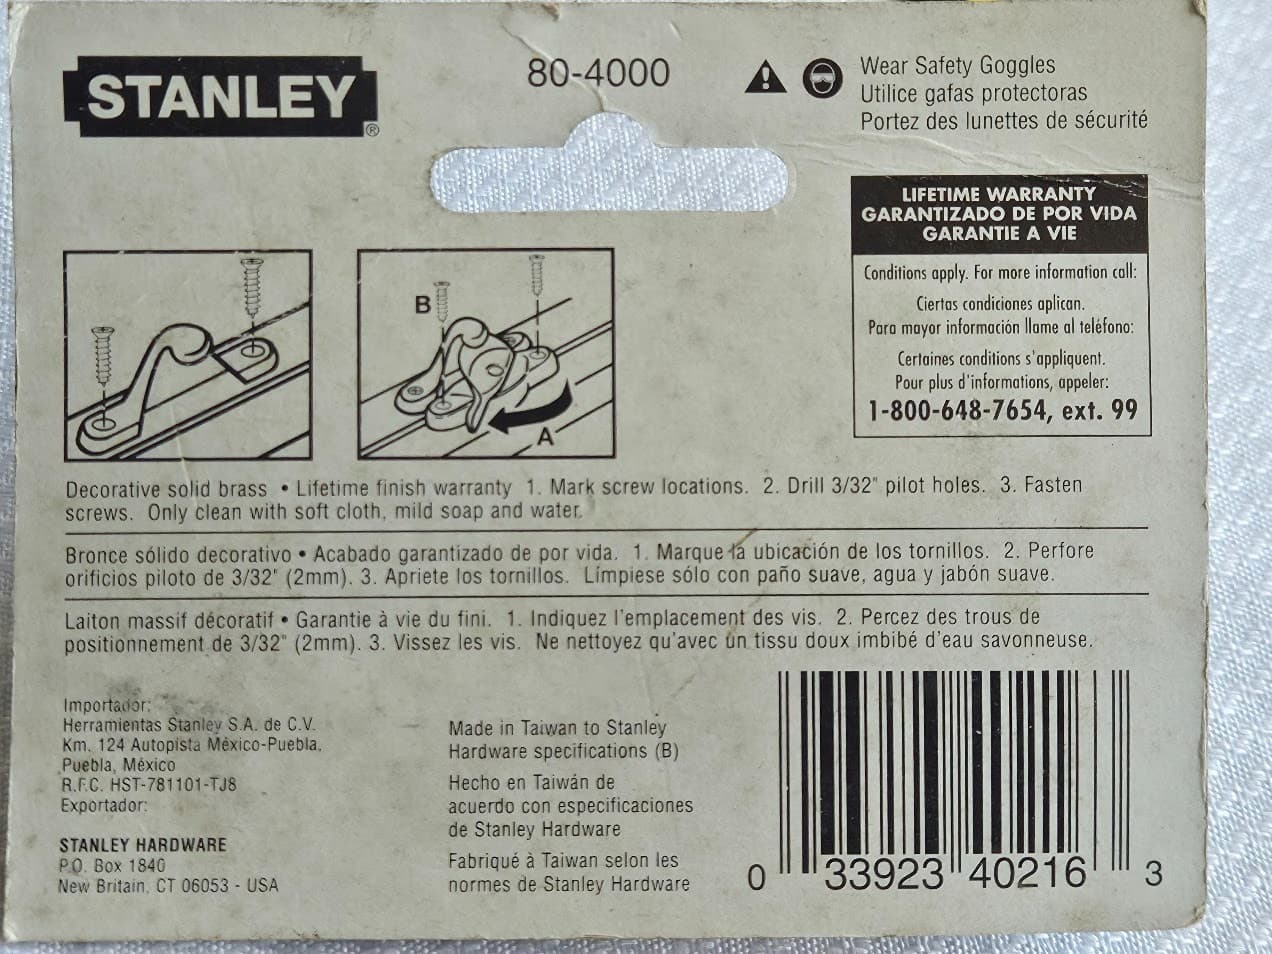 STANLEY®
80-4000
Wear Safety Goggles
Utilice gafas protectoras
Portez des lunettes de sécurité
LIFETIME WARRANTY
GARANTIZADO DE POR VIDA
GARANTIE A VIE
Conditions apply. For more information call:
Ciertas condiciones aplican.
Para mayor información llame al teléfono:
Certaines conditions s'appliquent.
Pour plus d'informations, appeler:
1-800-648-7654, ext. 99
B
A
Decorative solid brass • Lifetime finish warranty 1. Mark screw locations. 2. Drill 3/32" pilot holes. 3. Fasten
screws. Only clean with soft cloth, mild soap and water.
Bronce sólido decorativo • Acabado garantizado de por vida. 1. Marque la ubicación de los tornillos. 2. Perfore
orificios piloto de 3/32" (2mm). 3. Apriete los tornillos. Límpiese sólo con paño suave, agua y jabón suave.
Laiton massif décoratif • Garantie à vie du fini. 1. Indiquez l'emplacement des vis. 2. Percez des trous de
positionnement de 3/32" (2mm). 3. Vissez les vis. Ne nettoyez qu'avec un tissu doux imbibé d'eau savonneuse.
Importador:
Herramientas Stanley S.A. de C.V.
Km. 124 Autopista México-Puebla,
Puebla, México
R.F.C. HST-781101-TJ8
Exportador:
STANLEY HARDWARE
P.O. Box 1840
New Britain, CT 06053 - USA
Made in Taiwan to Stanley
Hardware specifications (B)
Hecho en Taiwán de
acuerdo con especificaciones
de Stanley Hardware
Fabriqué à Taiwan selon les
normes de Stanley Hardware
0 33923 40216 3